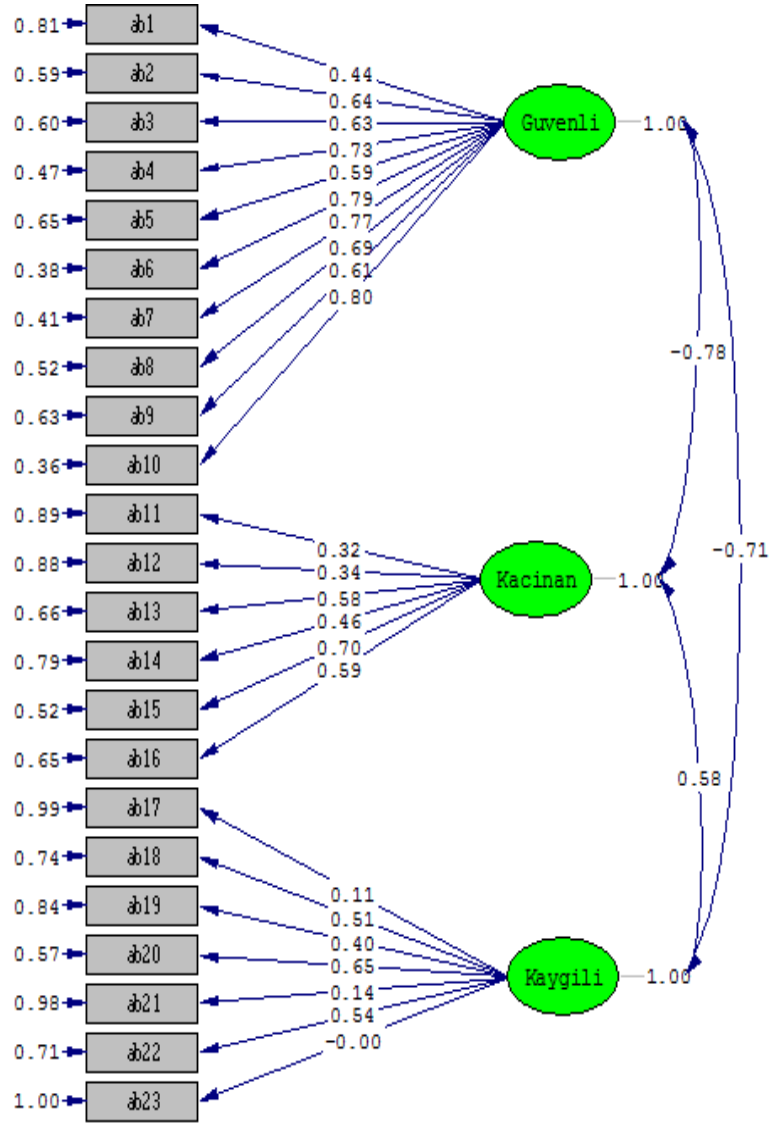 0.81 ab1
0.59 ab2 0.44
0.60 ab3 0.64 Guvenli 1.00
0.63
0.47 ab4 0.73
0.65 ab5 0.59
0.79
0.38 ab6 0.77
0.69
0.41 ab7 0.61
0.80
0.52 ab8 -0.78
0.63 ab9
0.36 ab10
0.89 ab11
0.88 ab12 0.32 -0.71
0.34 Kacinan 1.00
0.66 ab13 0.58
0.79 ab14 0.46
0.52 ab15 0.70
0.65 ab16 0.59
0.99 ab17 0.58
0.74 ab18
0.84 ab19 0.11
0.51
0.57 ab20 0.40
0.65 Kaygili 1.00
0.98 ab21 0.14
0.71 ab22 0.54
-0.00
1.00 ab23